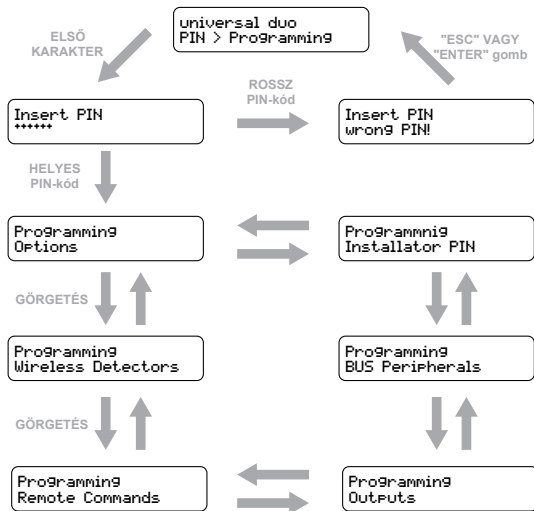 universal duo
PIN > Programming
ELSŐ
KARAKTER
"ESC" VAGY
"ENTER" gomb
Insert PIN
++++++
ROSSZ
PIN-kód
Insert PIN
wrong PIN!
HELYES
PIN-kód
Programming
Options
Programmnig
Installator PIN
GÖRGETÉS
Programming
Wireless Detectors
Programming
BUS Peripherals
GÖRGETÉS
Programming
Remote Commands
Programming
Outputs